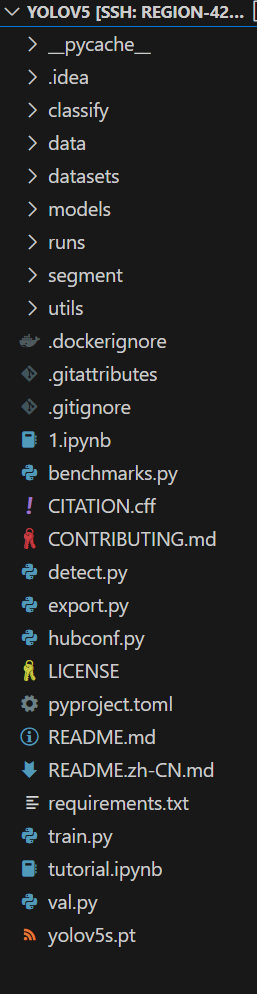 YOLOV5 [SSH: REGION-42...
__pycache__
.idea
classify
data
datasets
models
runs
segment
utils
.dockerignore
.gitattributes
.gitignore
1.ipynb
benchmarks.py
CITATION.cff
CONTRIBUTING.md
detect.py
export.py
hubconf.py
LICENSE
pyproject.toml
README.md
README.zh-CN.md
requirements.txt
train.py
tutorial.ipynb
val.py
yolov5s.pt